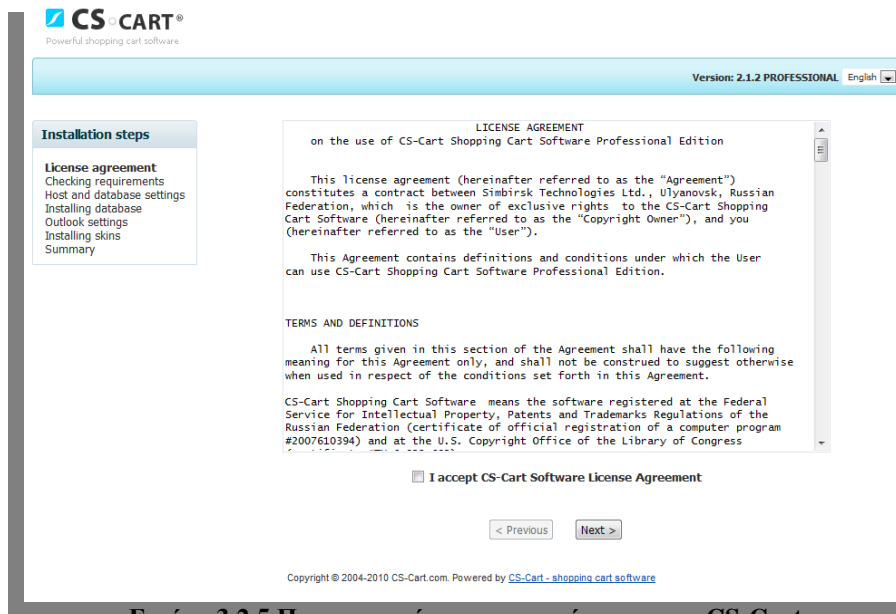 CS-CART®
Powerful shopping cart software
Version: 2.1.2 PROFESSIONAL English
Installation steps
License agreement
Checking requirements
Host and database settings
Installing database
Outlook settings
Installing skins
Summary
LICENSE AGREEMENT
on the use of CS-Cart Shopping Cart Software Professional Edition
This license agreement (hereinafter referred to as the “Agreement”)
constitutes a contract between Simbirsk Technologies Ltd., Ulyanovsk, Russian
Federation, which is the owner of exclusive rights to the CS-Cart Shopping
Cart Software (hereinafter referred to as the “Copyright Owner”), and you
(hereinafter referred to as the “User”).
This Agreement contains definitions and conditions under which the User
can use CS-Cart Shopping Cart Software Professional Edition.
TERMS AND DEFINITIONS
All terms given in this section of the Agreement shall have the following
meaning for this Agreement only, and shall not be construed to suggest otherwise
when used in respect of the conditions set forth in this Agreement.
CS-Cart Shopping Cart Software means the software registered at the Federal
Service for Intellectual Property, Patents and Trademarks Regulations of the
Russian Federation (certificate of official registration of a computer program
#2007610394) and at the U.S. Copyright Office of the Library of Congress
I accept CS-Cart Software License Agreement
< Previous Next >
Copyright © 2004-2010 CS-Cart.com. Powered by CS-Cart - shopping cart software
3.2.5 CS-Cart